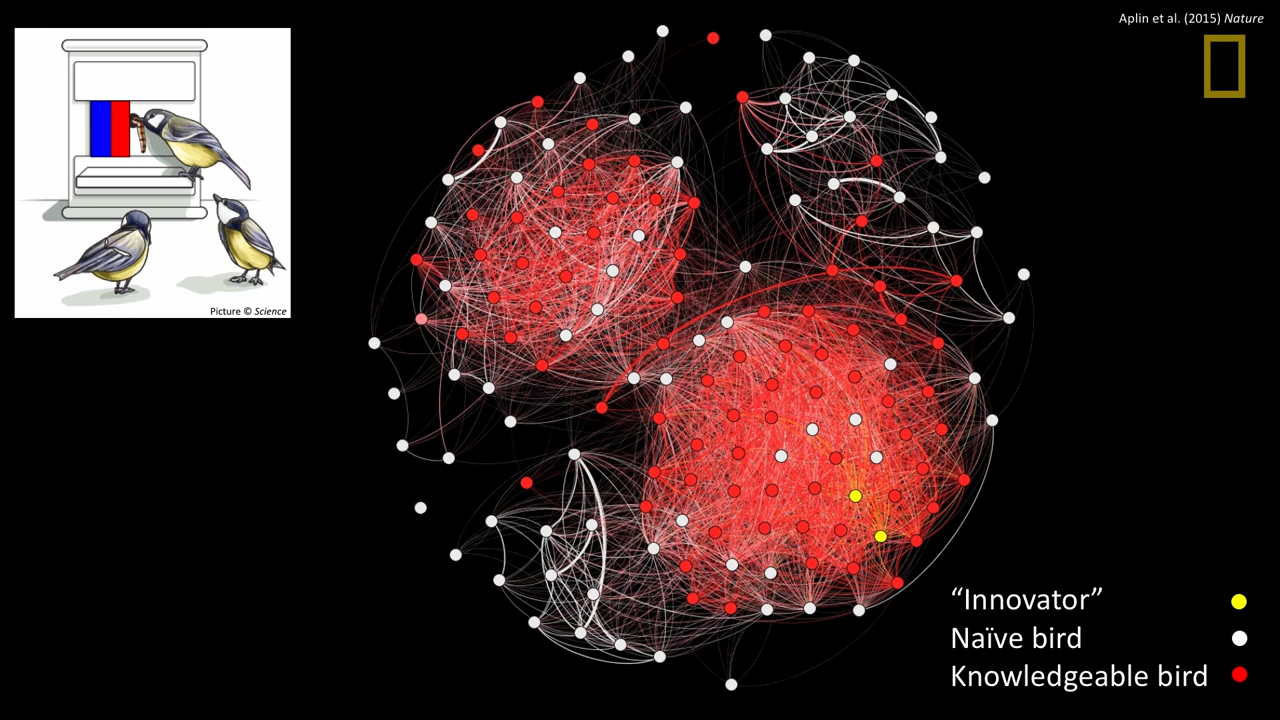 Aplin et al. (2015) Nature
Picture © Science
“Innovator”
Naïve bird
Knowledgeable bird